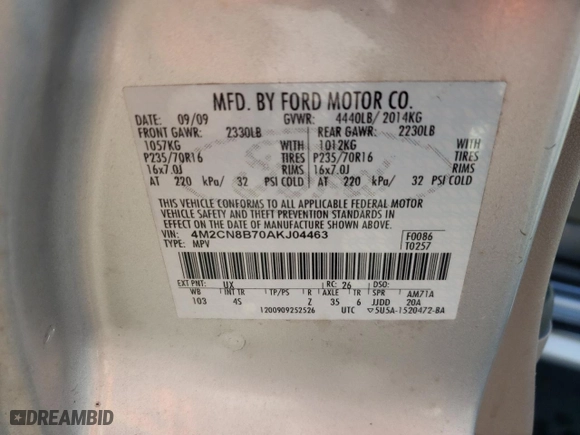 MFD. BY FORD MOTOR CO.
DATE: 09/09 GVWR: 4440LB/ 2014KG
FRONT GAWR: 2330LB REAR GAWR: 2230LB
1057KG WITH 1012KG WITH
P235/70R16 TIRES P235/70R16 TIRES
16x7.0J RIMS 16x7.0J RIMS
AT 220 kPa/ 32 PSI COLD AT 220 kPa/ 32 PSI COLD
THIS VEHICLE CONFORMS TO ALL APPLICABLE FEDERAL MOTOR
VEHICLE SAFETY AND THEFT PREVENTION STANDARDS IN
EFFECT ON THE DATE OF MANUFACTURE SHOWN ABOVE.
VIN: 4M2CN8B70AKJ04463 F0086
TYPE: MPV T0257
EXT PNT: UX RC: 26 DSO:
WB INT TR TP/PS R AXLE TR SPR AM71A
103 4S Z 35 6 JJDD 20A
1200909252526 UTC ▽5U5A-1520472-BA
DREAMBID